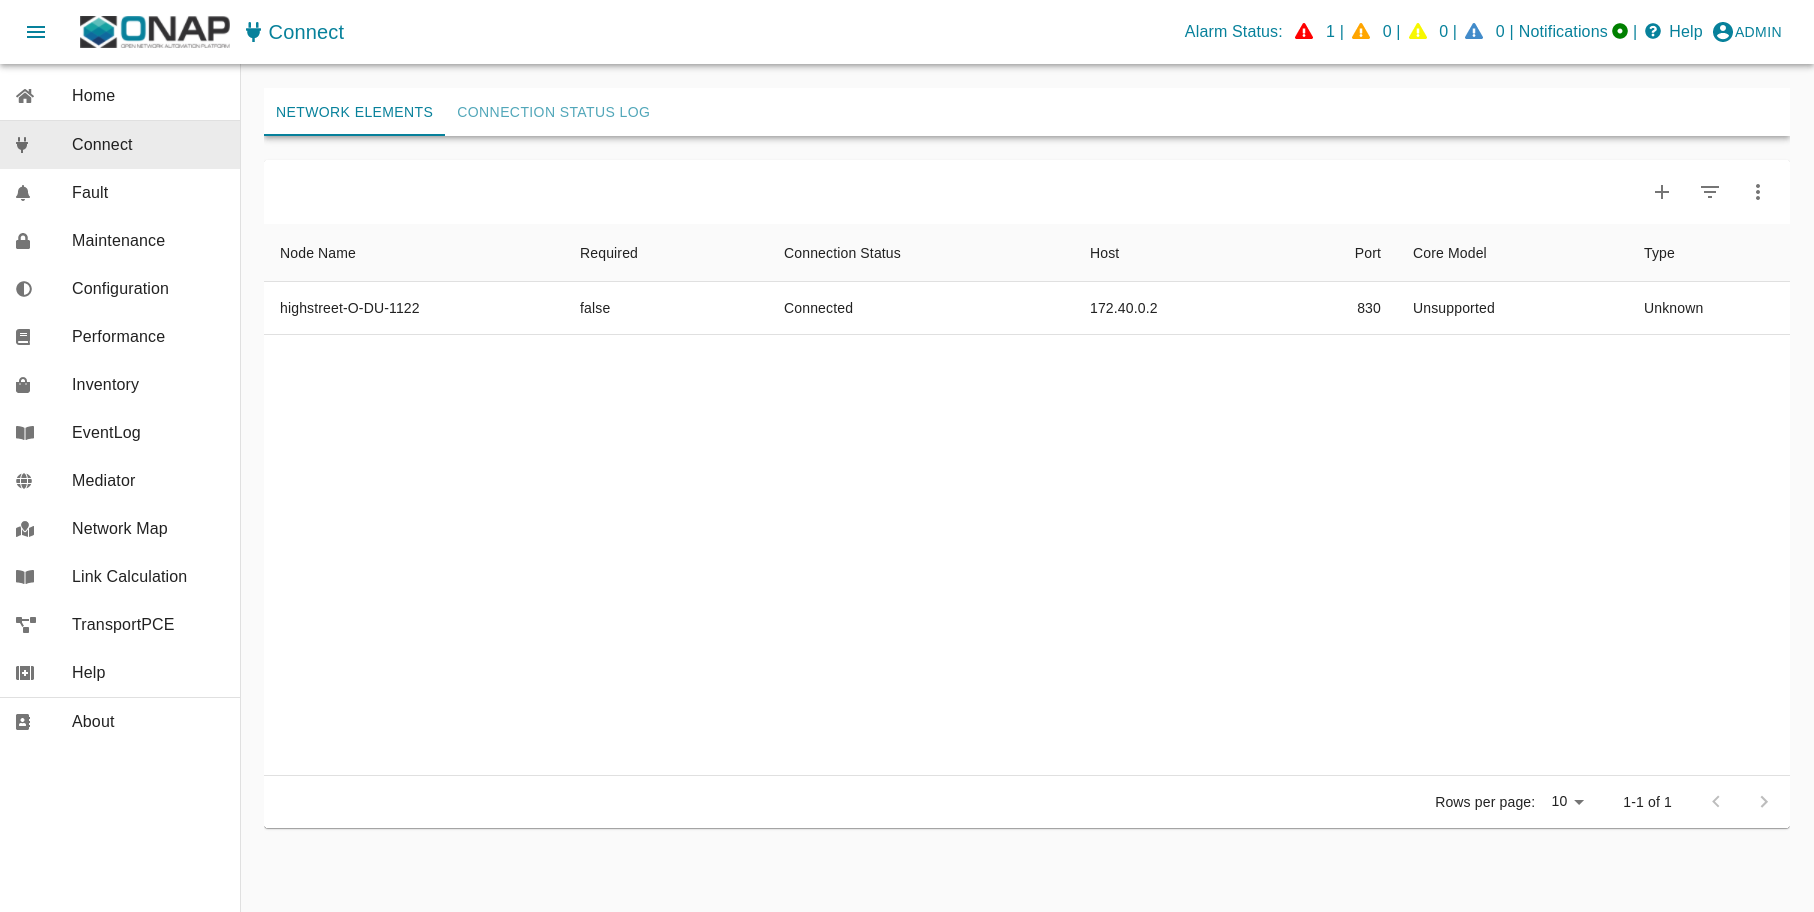 ONAP
OPEN NETWORK AUTOMATION PLATFORM
Connect
Alarm Status: 1 | 0 | 0 | 0 | Notifications | Help ADMIN
Home
Connect
Fault
Maintenance
Configuration
Performance
Inventory
EventLog
Mediator
Network Map
Link Calculation
TransportPCE
Help
About
NETWORK ELEMENTS CONNECTION STATUS LOG
Node Name Required Connection Status Host Port Core Model Type
highstreet-O-DU-1122 false Connected 172.40.0.2 830 Unsupported Unknown
Rows per page: 10 1-1 of 1